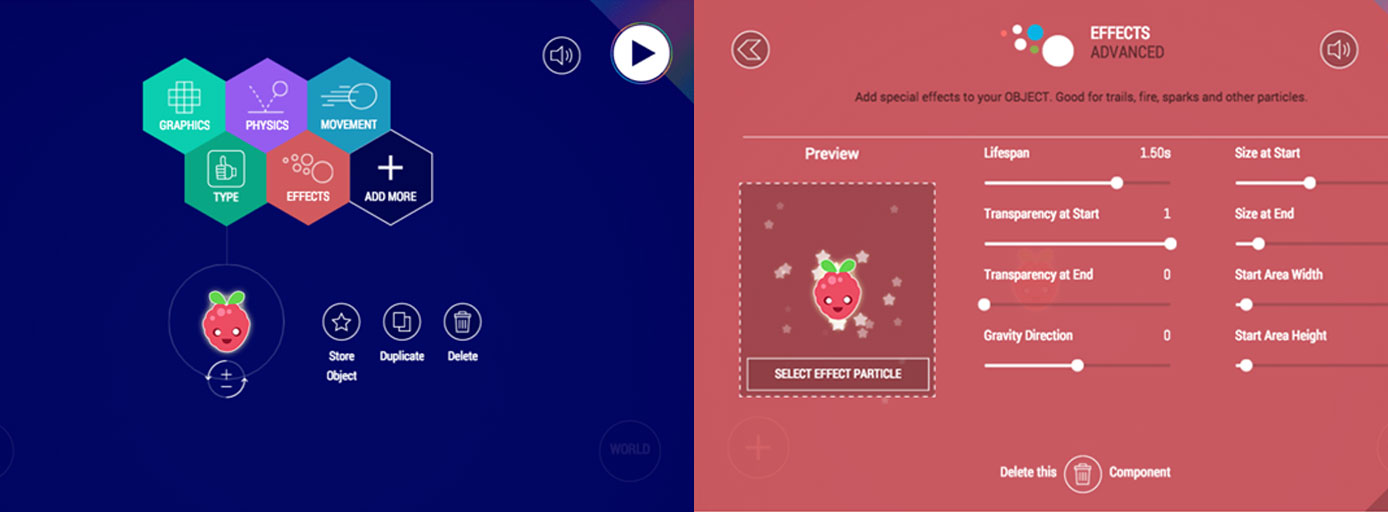 GRAPHICS
PHYSICS
MOVEMENT
TYPE
EFFECTS
ADD MORE
Store
Object
Duplicate
Delete
WORLD
EFFECTS
ADVANCED
Add special effects to your OBJECT. Good for trails, fire, sparks and other particles.
Preview
SELECT EFFECT PARTICLE
Lifespan 1.50s
Transparency at Start 1
Transparency at End 0
Gravity Direction 0
Size at Start
Size at End
Start Area Width
Start Area Height
Delete this Component